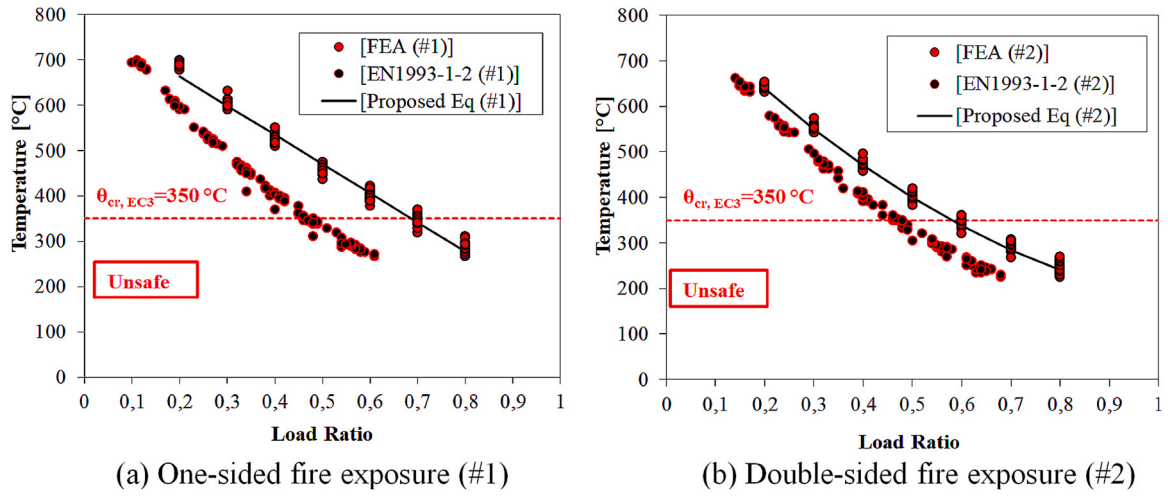 800
700
600
500
400
300
200
100
0
Temperature [°C]
[FEA (#1)]
[EN1993-1-2 (#1)]
[Proposed Eq (#1)]
θcr, EC3=350 °C
Unsafe
0 0,1 0,2 0,3 0,4 0,5 0,6 0,7 0,8 0,9 1
Load Ratio
(a) One-sided fire exposure (#1)
800
700
600
500
400
300
200
100
0
Temperature [°C]
[FEA (#2)]
[EN1993-1-2 (#2)]
[Proposed Eq (#2)]
θcr, EC3=350 °C
Unsafe
0 0,1 0,2 0,3 0,4 0,5 0,6 0,7 0,8 0,9 1
Load Ratio
(b) Double-sided fire exposure (#2)